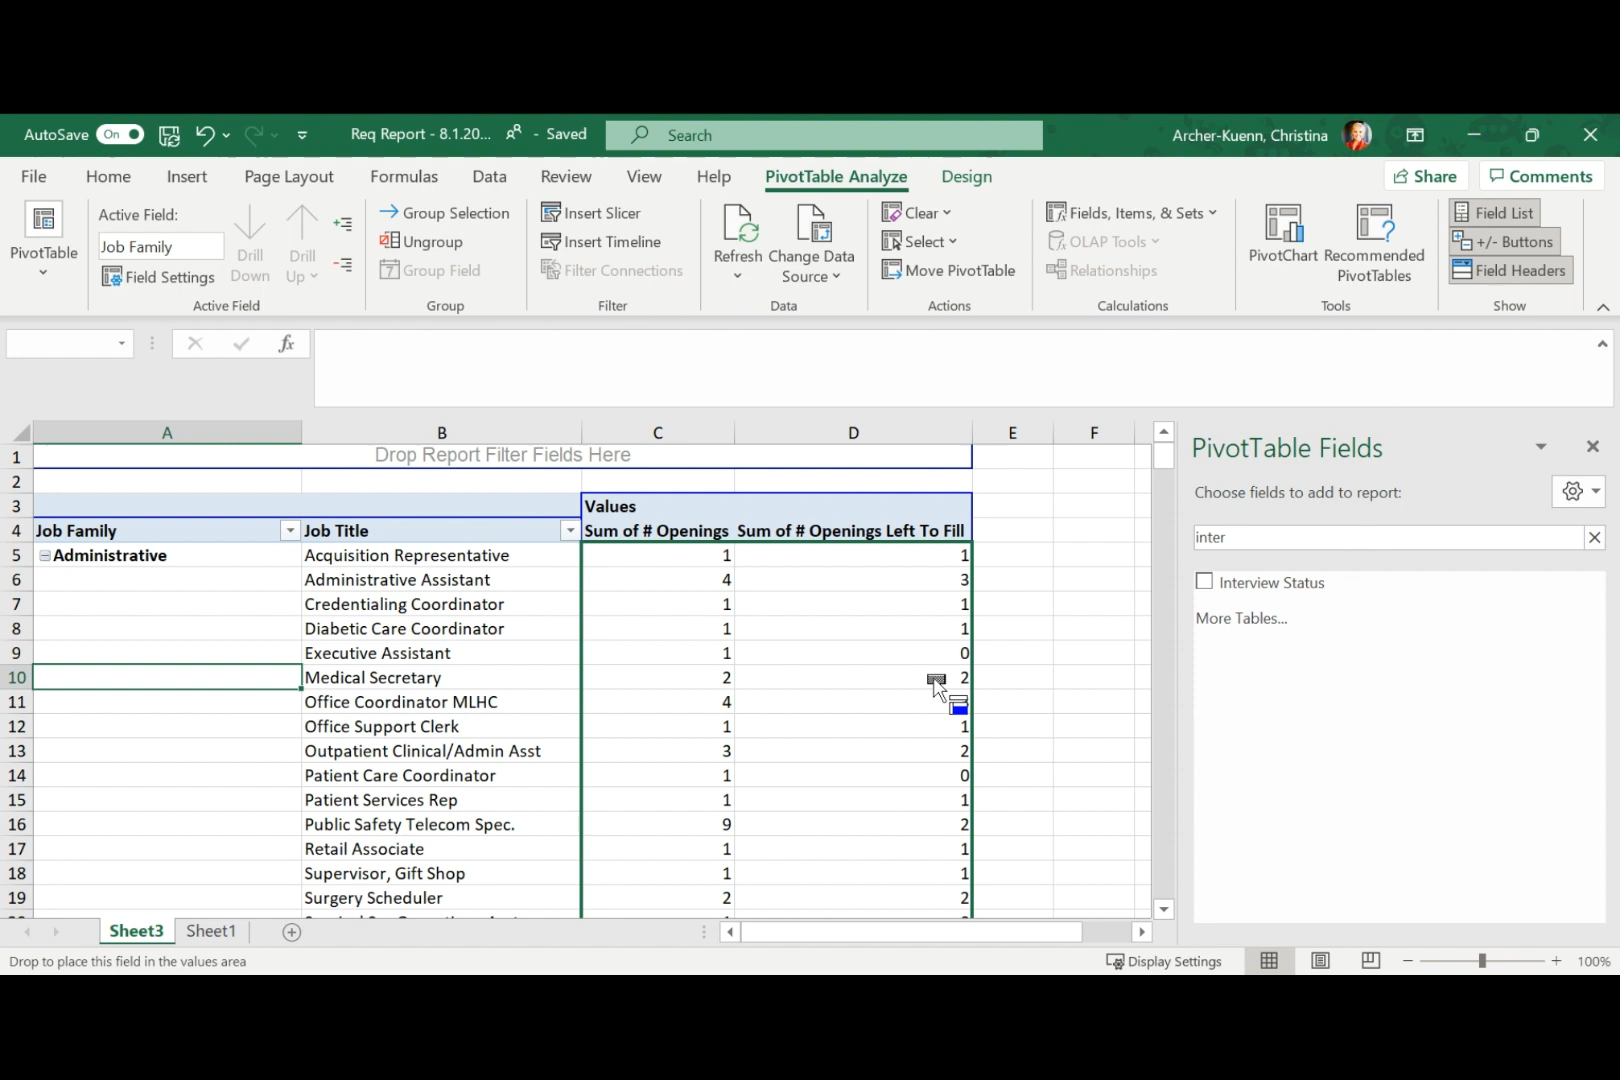 AutoSave On Req Report - 8.1.20... - Saved Search Archer-Kuenn, Christina
File Home Insert Page Layout Formulas Data Review View Help PivotTable Analyze Design Share Comments
PivotTable
Active Field:
Job Family
Field Settings
Drill Down
Drill Up
Active Field
Group Selection
Ungroup
7 Group Field
Group
Insert Slicer
Insert Timeline
Filter Connections
Filter
Refresh
Change Data Source
Data
Clear
Select
Move PivotTable
Actions
Fields, Items, & Sets
OLAP Tools
Relationships
Calculations
PivotChart
Recommended PivotTables
Tools
Field List
+/- Buttons
Field Headers
Show
fx
A B C D E F
1 Drop Report Filter Fields Here
2
3 Values
4 Job Family Job Title Sum of # Openings Sum of # Openings Left To Fill
5 Administrative Acquisition Representative 1 1
6 Administrative Assistant 4 3
7 Credentialing Coordinator 1 1
8 Diabetic Care Coordinator 1 1
9 Executive Assistant 1 0
10 Medical Secretary 2 2
11 Office Coordinator MLHC 4
12 Office Support Clerk 1 1
13 Outpatient Clinical/Admin Asst 3 2
14 Patient Care Coordinator 1 0
15 Patient Services Rep 1 1
16 Public Safety Telecom Spec. 9 2
17 Retail Associate 1 1
18 Supervisor, Gift Shop 1 1
19 Surgery Scheduler 2 2
PivotTable Fields
Choose fields to add to report:
inter
Interview Status
More Tables...
Sheet3 Sheet1
Drop to place this field in the values area Display Settings 100%